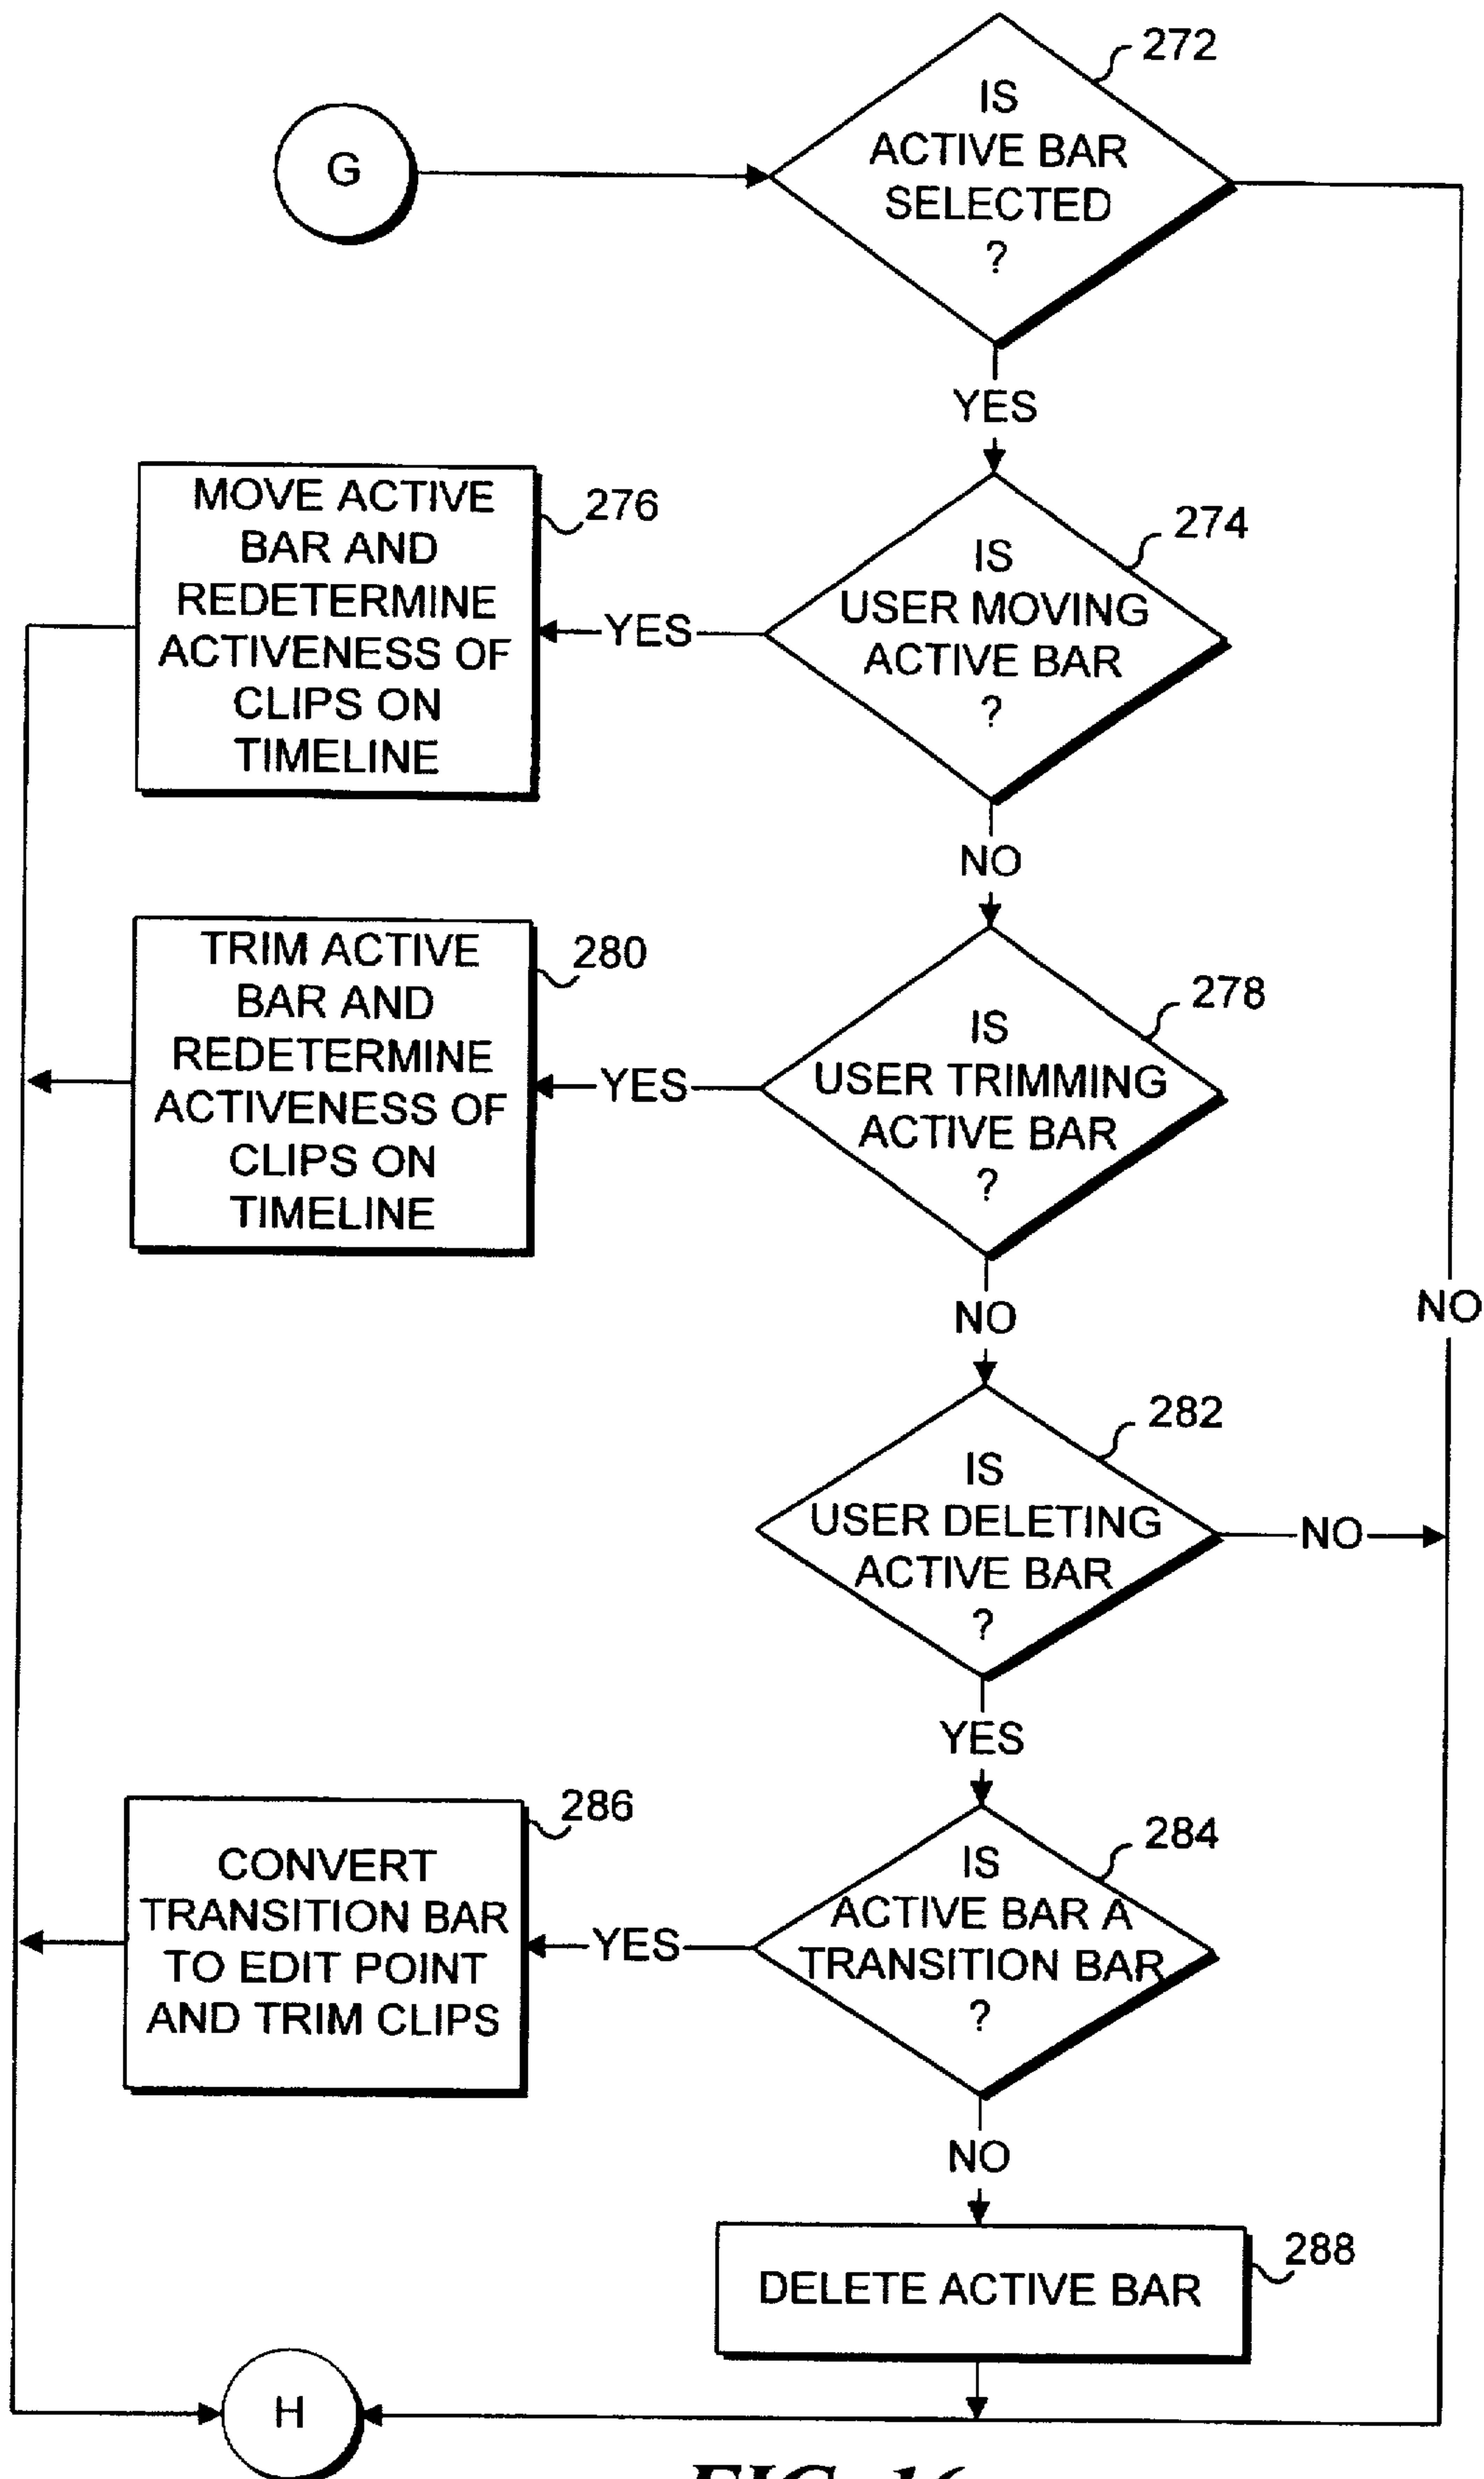 272
IS
ACTIVE BAR
SELECTED
?
G
YES
MOVE ACTIVE
BAR AND
REDETERMINE
ACTIVENESS OF
CLIPS ON
TIMELINE
276
YES
274
IS
USER MOVING
ACTIVE BAR
?
NO
TRIM ACTIVE
BAR AND
REDETERMINE
ACTIVENESS OF
CLIPS ON
TIMELINE
280
YES
278
IS
USER TRIMMING
ACTIVE BAR
?
NO
NO
282
IS
USER DELETING
ACTIVE BAR
?
NO
YES
286
CONVERT
TRANSITION BAR
TO EDIT POINT
AND TRIM CLIPS
YES
284
IS
ACTIVE BAR A
TRANSITION BAR
?
NO
288
DELETE ACTIVE BAR
H